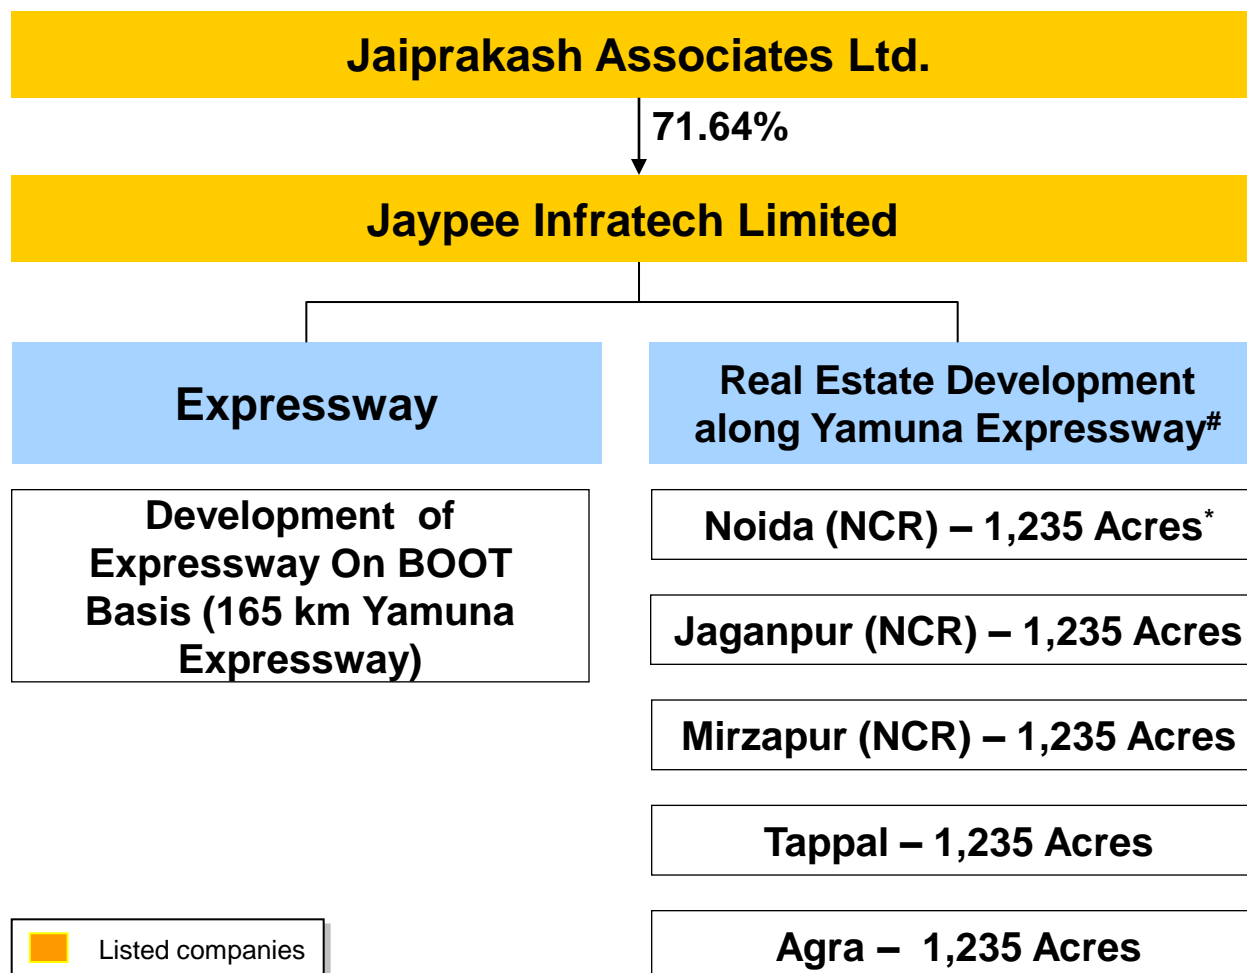 Jaiprakash Associates Ltd.
71.64%
Jaypee Infratech Limited
Expressway
Development of
Expressway On BOOT
Basis (165 km Yamuna
Expressway)
Real Estate Development
along Yamuna Expressway#
Noida (NCR) – 1,235 Acres*
Jaganpur (NCR) – 1,235 Acres
Mirzapur (NCR) – 1,235 Acres
Tappal – 1,235 Acres
Agra – 1,235 Acres
Listed companies